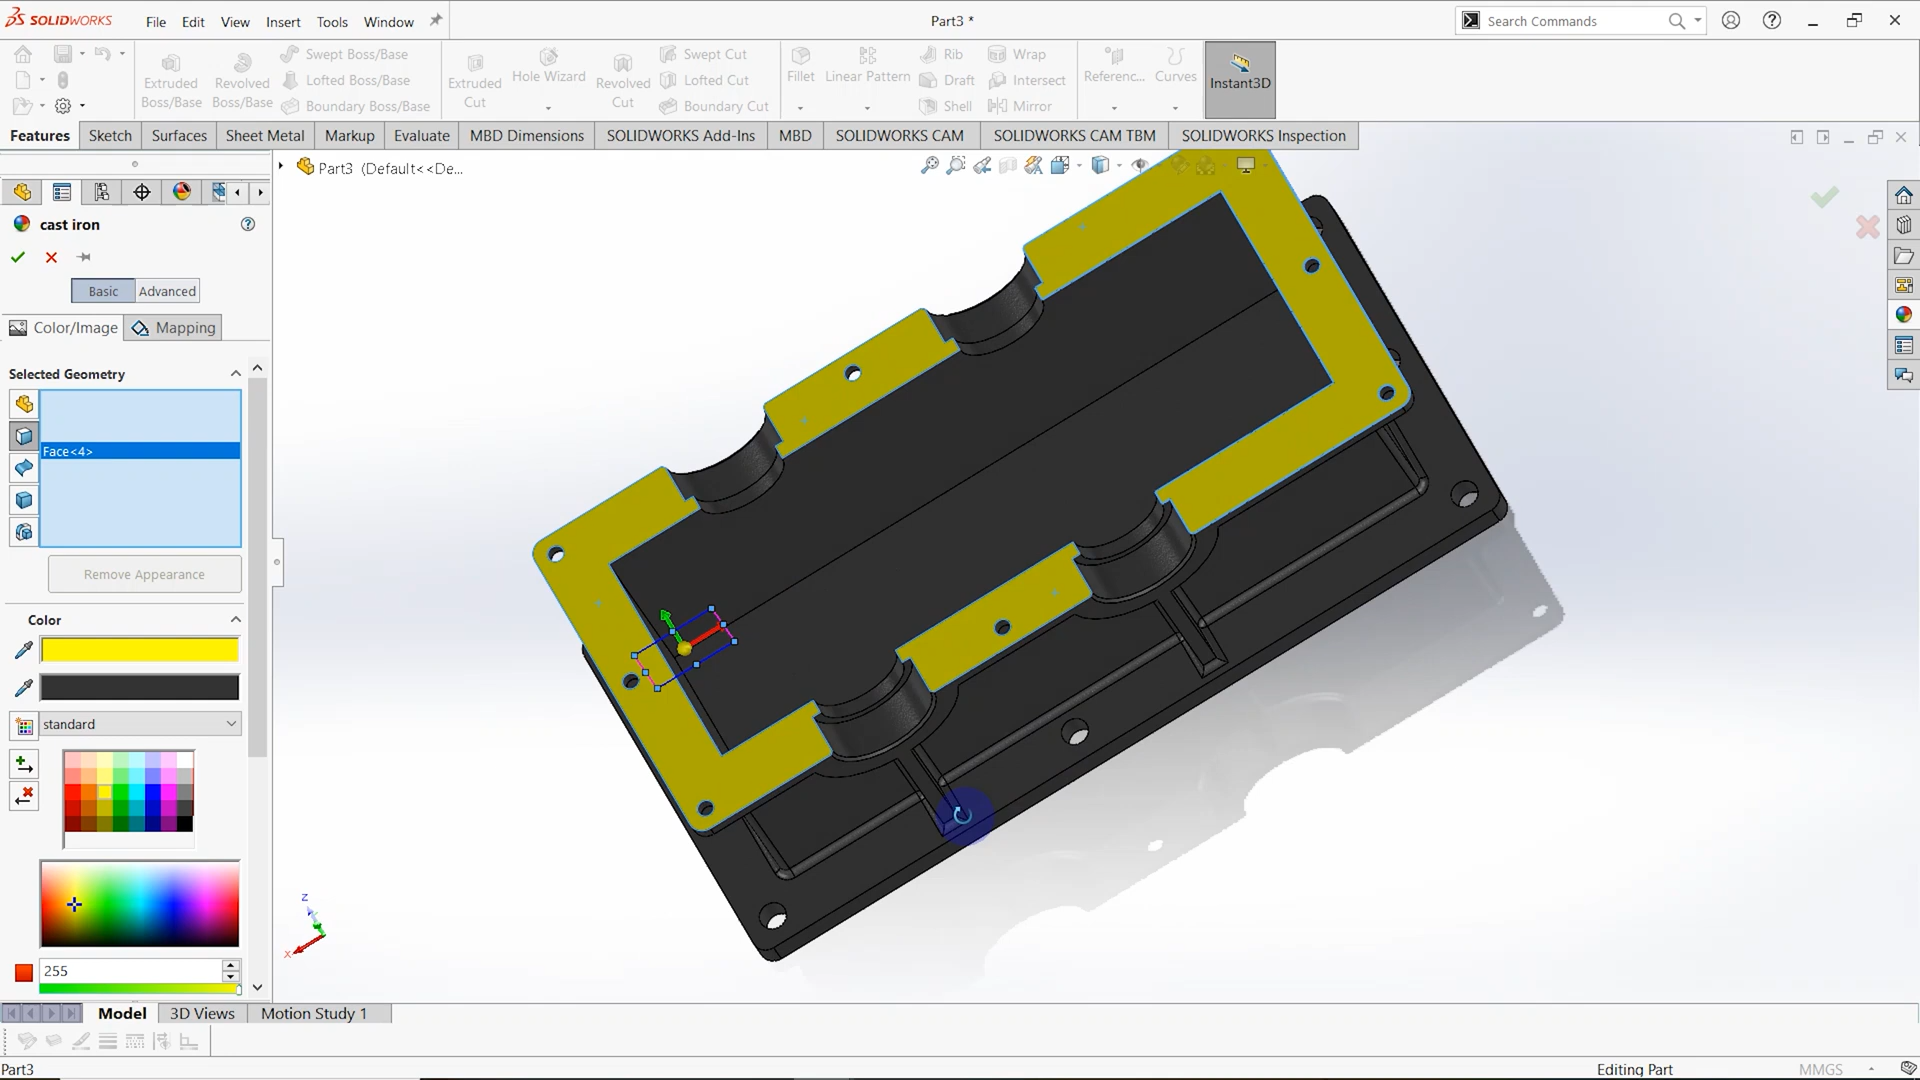 SOLIDWORKS
File Edit View Insert Tools Window
Part3 *
Search Commands
Extruded Boss/Base
Revolved Boss/Base
Swept Boss/Base
Lofted Boss/Base
Boundary Boss/Base
Extruded Cut
Hole Wizard
Revolved Cut
Swept Cut
Lofted Cut
Boundary Cut
Fillet
Linear Pattern
Rib
Draft
Shell
Wrap
Intersect
Mirror
Referenc...
Curves
Instant3D
Features Sketch Surfaces Sheet Metal Markup Evaluate MBD Dimensions SOLIDWORKS Add-Ins MBD SOLIDWORKS CAM SOLIDWORKS CAM TBM SOLIDWORKS Inspection
Part3 (Default<<De...
cast iron
Basic Advanced
Color/Image Mapping
Selected Geometry
Face<4>
Remove Appearance
Color
standard
255
z
x
Model 3D Views Motion Study 1
Part3
Editing Part
MMGS